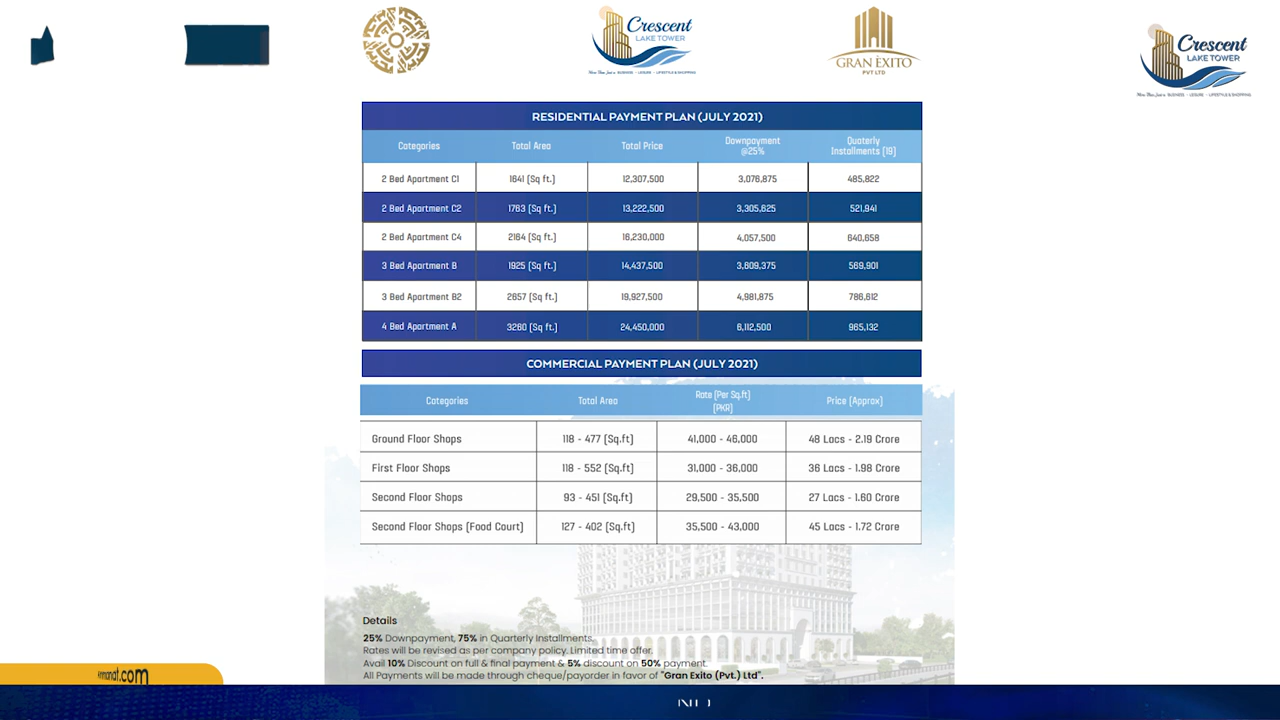 Crescent
LAKE TOWER
GRAN ÈXITO
PVT LTD
Crescent
LAKE TOWER
RESIDENTIAL PAYMENT PLAN (JULY 2021)
Categories Total Area Total Price Downpayment @25% Quaterly Installments (19)
2 Bed Apartment C1 1641 (Sq ft.) 12,307,500 3,076,875 485,822
2 Bed Apartment C2 1763 (Sq ft.) 13,222,500 3,305,625 521,941
2 Bed Apartment C4 2164 (Sq ft.) 16,230,000 4,057,500 640,658
3 Bed Apartment B 1925 (Sq ft.) 14,437,500 3,609,375 569,901
3 Bed Apartment B2 2657 (Sq ft.) 19,927,500 4,981,875 786,612
4 Bed Apartment A 3260 (Sq ft.) 24,450,000 6,112,500 965,132
COMMERCIAL PAYMENT PLAN (JULY 2021)
Categories Total Area Rate (Per Sq.ft) (PKR) Price (Approx)
Ground Floor Shops 118 - 477 (Sq.ft) 41,000 - 46,000 48 Lacs - 2.19 Crore
First Floor Shops 118 - 552 (Sq.ft) 31,000 - 36,000 36 Lacs - 1.98 Crore
Second Floor Shops 93 - 451 (Sq.ft) 29,500 - 35,500 27 Lacs - 1.60 Crore
Second Floor Shops (Food Court) 127 - 402 (Sq.ft) 35,500 - 43,000 45 Lacs - 1.72 Crore
Details
25% Downpayment, 75% in Quarterly Installments.
Rates will be revised as per company policy. Limited time offer.
Avail 10% Discount on full & final payment & 5% discount on 50% payment.
All Payments will be made through cheque/payorder in favor of "Gran Exito (Pvt.) Ltd".